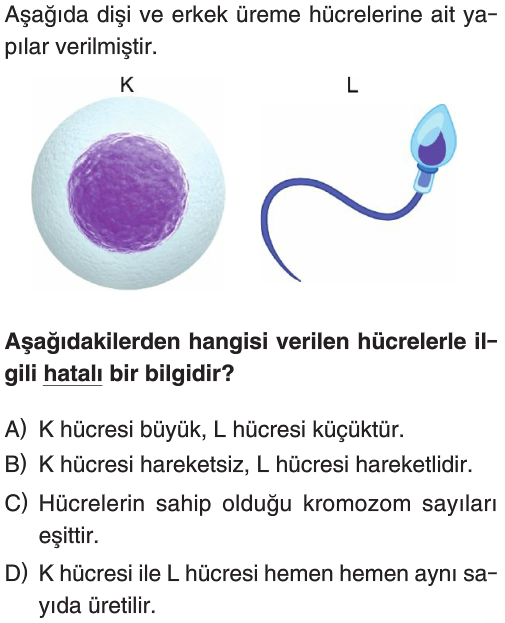 Aşağıda dişi ve erkek üreme hücrelerine ait ya-
pılar verilmiştir.
K L
Aşağıdakilerden hangisi verilen hücrelerle il-
gili hatalı bir bilgidir?
A) K hücresi büyük, L hücresi küçüktür.
B) K hücresi hareketsiz, L hücresi hareketlidir.
C) Hücrelerin sahip olduğu kromozom sayıları
eşittir.
D) K hücresi ile L hücresi hemen hemen aynı sa-
yıda üretilir.